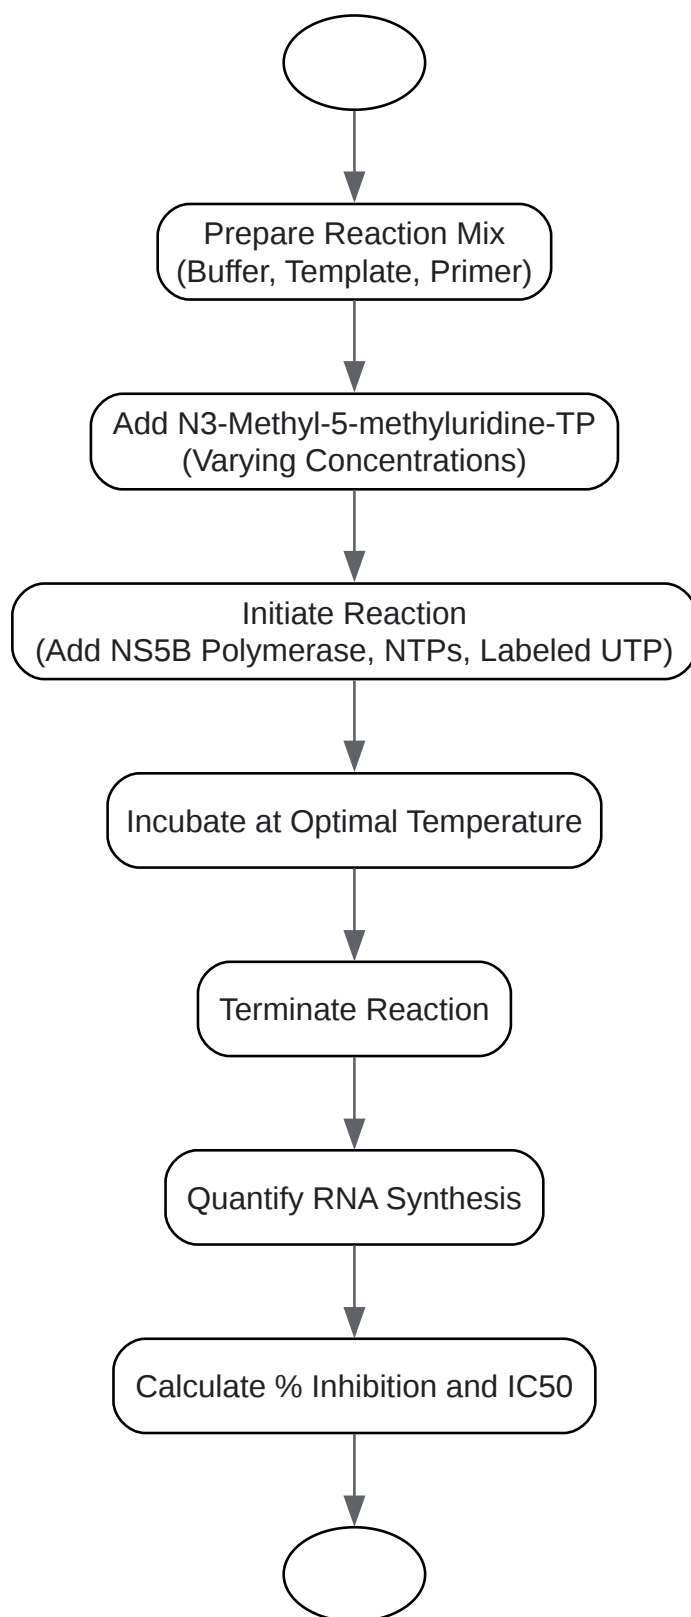 Prepare Reaction Mix
(Buffer, Template, Primer)
Add N3-Methyl-5-methyluridine-TP
(Varying Concentrations)
Initiate Reaction
(Add NS5B Polymerase, NTPs, Labeled UTP)
Incubate at Optimal Temperature
Terminate Reaction
Quantify RNA Synthesis
Calculate % Inhibition and IC50